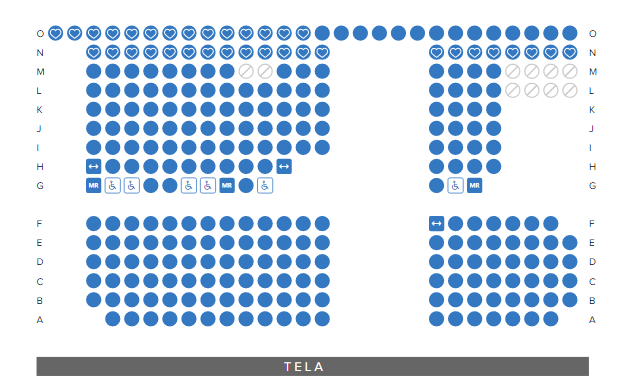 O O
N N
M M
L L
K K
J J
I I
H H
G MR MR MR G
F F
E E
D D
C C
B B
A A
TELA